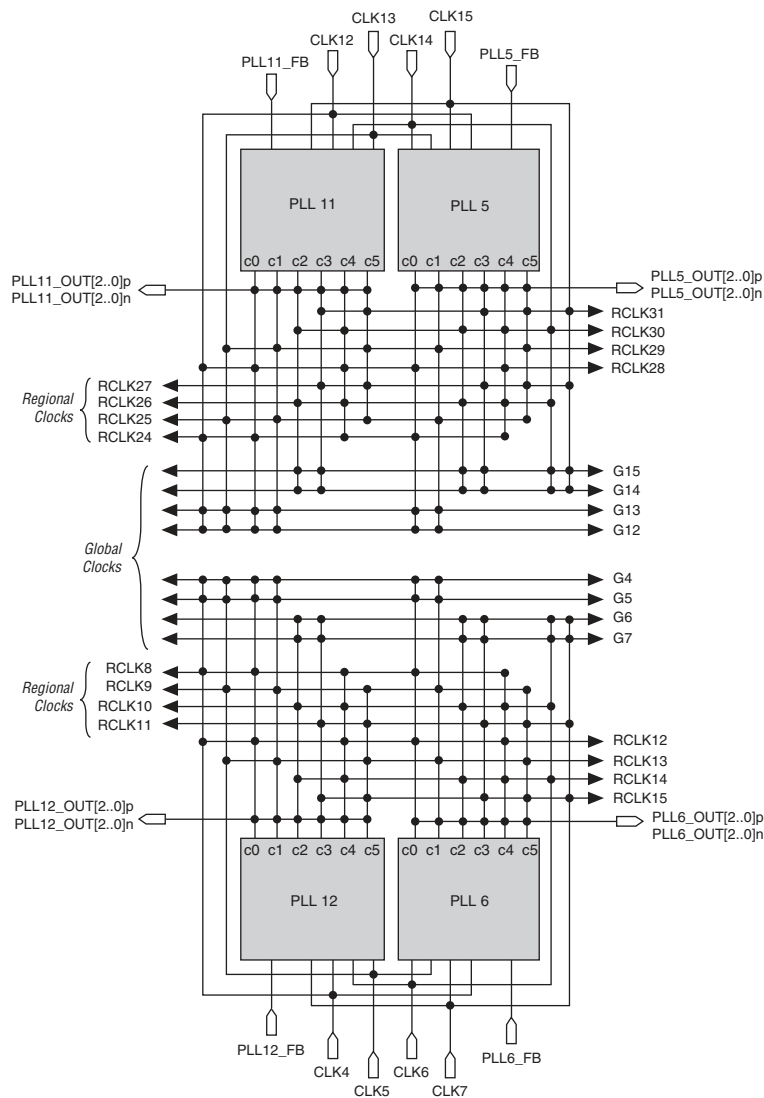 CLK13 CLK15
CLK12 CLK14
PLL11_FB PLL5_FB
PLL 11 PLL 5
c0 c1 c2 c3 c4 c5 c0 c1 c2 c3 c4 c5
PLL11_OUT[2..0]p
PLL11_OUT[2..0]n
PLL5_OUT[2..0]p
PLL5_OUT[2..0]n
RCLK31
RCLK30
RCLK29
RCLK28
Regional
Clocks
RCLK27
RCLK26
RCLK25
RCLK24
G15
G14
G13
G12
Global
Clocks
G4
G5
G6
G7
Regional
Clocks
RCLK8
RCLK9
RCLK10
RCLK11
RCLK12
RCLK13
RCLK14
RCLK15
PLL12_OUT[2..0]p
PLL12_OUT[2..0]n
PLL6_OUT[2..0]p
PLL6_OUT[2..0]n
c0 c1 c2 c3 c4 c5 c0 c1 c2 c3 c4 c5
PLL 12 PLL 6
PLL12_FB PLL6_FB
CLK4 CLK6
CLK5 CLK7